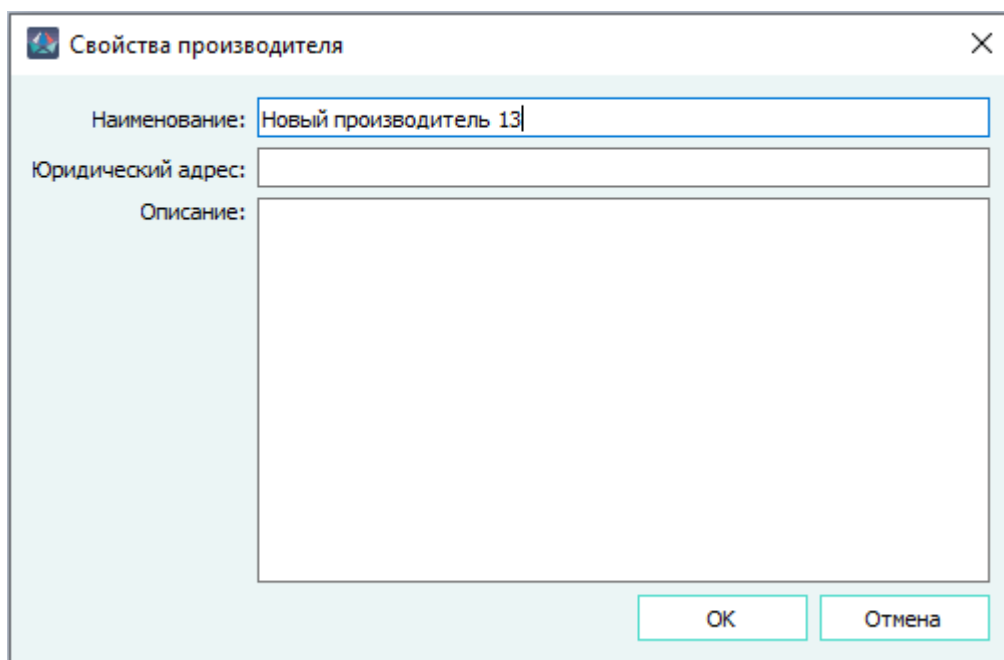 Свойства производителя
Наименование: Новый производитель 13
Юридический адрес:
Описание:
ОК Отмена